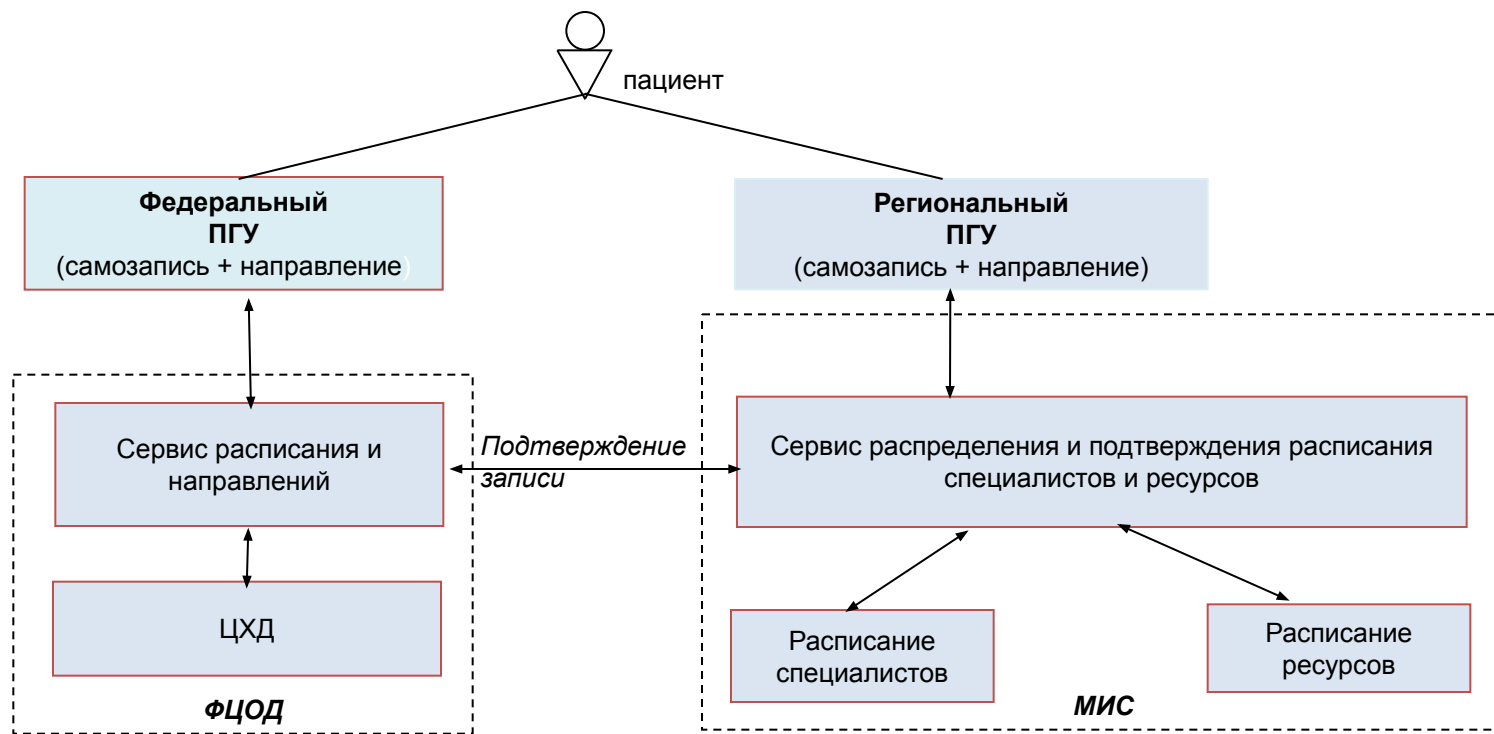 пациент
Федеральный
ПГУ
(самозапись + направление)
Региональный
ПГУ
(самозапись + направление)
Сервис расписания и
направлений
Подтверждение
записи
Сервис распределения и подтверждения расписания
специалистов и ресурсов
ЦХД
Расписание
специалистов
Расписание
ресурсов
ФЦОД
МИС